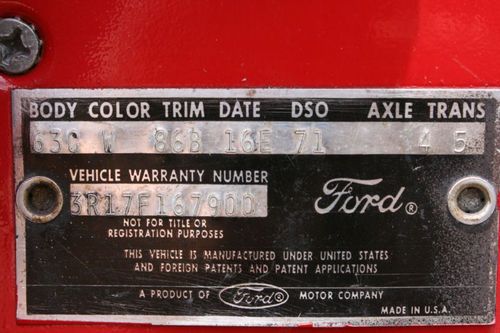 BODY COLOR TRIM DATE DSO AXLE TRANS
63C W 86B 16E 71 4 5
VEHICLE WARRANTY NUMBER
3R17F167900
Ford®
NOT FOR TITLE OR
REGISTRATION PURPOSES
THIS VEHICLE IS MANUFACTURED UNDER UNITED STATES
AND FOREIGN PATENTS AND PATENT APPLICATIONS
A PRODUCT OF Ford® MOTOR COMPANY
MADE IN U.S.A.